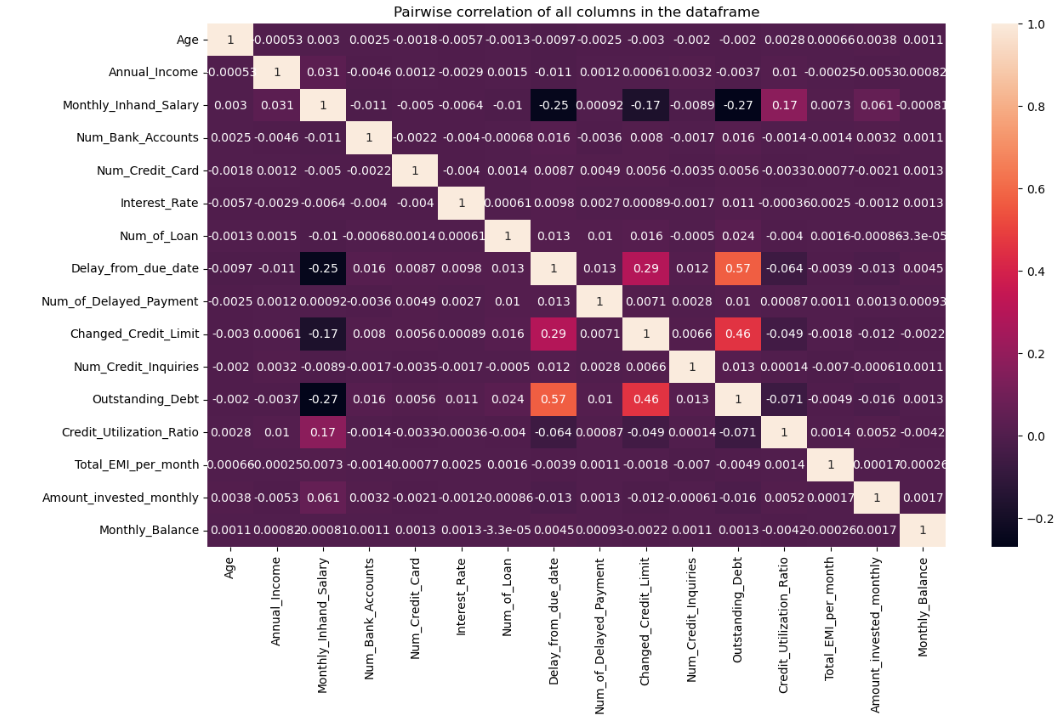 Pairwise correlation of all columns in the dataframe
Age 1 0.00053 0.003 0.0025 -0.0018 -0.0057 -0.0013 -0.0097 -0.0025 -0.003 -0.002 -0.002 0.0028 0.00066 0.0038 0.0011
Annual_Income 0.00053 1 0.031 -0.0046 0.0012 -0.0029 0.0015 -0.011 0.0012 0.00061 0.0032 -0.0037 0.01 -0.00025 -0.0053 0.00082
Monthly_Inhand_Salary 0.003 0.031 1 -0.011 -0.005 -0.0064 -0.01 -0.25 0.00092 -0.17 -0.0089 -0.27 0.17 0.0073 0.061 -0.00081
Num_Bank_Accounts 0.0025 -0.0046 -0.011 1 -0.0022 -0.004 -0.00068 0.016 -0.0036 0.008 -0.0017 0.016 -0.0014 -0.0014 0.0032 0.0011
Num_Credit_Card -0.0018 0.0012 -0.005 -0.0022 1 -0.004 0.0014 0.0087 0.0049 0.0056 -0.0035 0.0056 -0.0033 0.00077 -0.0021 0.0013
Interest_Rate -0.0057 -0.0029 -0.0064 -0.004 -0.004 1 0.00061 0.0098 0.0027 0.00089 -0.0017 0.011 -0.00036 0.0025 -0.0012 0.0013
Num_of_Loan -0.0013 0.0015 -0.01 -0.00068 0.0014 0.00061 1 0.013 0.01 0.016 -0.0005 0.024 -0.004 0.0016 -0.00086 -3.3e-05
Delay_from_due_date -0.0097 -0.011 -0.25 0.016 0.0087 0.0098 0.013 1 0.013 0.29 0.012 0.57 -0.064 -0.0039 -0.013 0.0045
Num_of_Delayed_Payment -0.0025 0.0012 0.00092 -0.0036 0.0049 0.0027 0.01 0.013 1 0.0071 0.0028 0.01 0.00087 0.0011 0.0013 0.00093
Changed_Credit_Limit -0.003 0.00061 -0.17 0.008 0.0056 0.00089 0.016 0.29 0.0071 1 0.0066 0.46 -0.049 -0.0018 -0.012 -0.0022
Num_Credit_Inquiries -0.002 0.0032 -0.0089 -0.0017 -0.0035 -0.0017 -0.0005 0.012 0.0028 0.0066 1 0.013 0.00014 -0.007 -0.00061 0.0011
Outstanding_Debt -0.002 -0.0037 -0.27 0.016 0.0056 0.011 0.024 0.57 0.01 0.46 0.013 1 -0.071 -0.0049 -0.016 0.0013
Credit_Utilization_Ratio 0.0028 0.01 0.17 -0.0014 -0.0033 -0.00036 -0.004 -0.064 0.00087 -0.049 0.00014 -0.071 1 0.0014 0.0052 -0.0042
Total_EMI_per_month 0.00066 0.00025 0.0073 -0.0014 0.00077 0.0025 0.0016 -0.0039 0.0011 -0.0018 -0.007 -0.0049 0.0014 1 0.00017 0.00026
Amount_invested_monthly 0.0038 -0.0053 0.061 0.0032 -0.0021 -0.0012 -0.00086 -0.013 0.0013 -0.012 -0.00061 -0.016 0.0052 0.00017 1 0.0017
Monthly_Balance 0.0011 0.00082 -0.00081 0.0011 0.0013 0.0013 -3.3e-05 0.0045 0.00093 -0.0022 0.0011 0.0013 -0.0042 -0.00026 0.0017 1
Age
Annual_Income
Monthly_Inhand_Salary
Num_Bank_Accounts
Num_Credit_Card
Interest_Rate
Num_of_Loan
Delay_from_due_date
Num_of_Delayed_Payment
Changed_Credit_Limit
Num_Credit_Inquiries
Outstanding_Debt
Credit_Utilization_Ratio
Total_EMI_per_month
Amount_invested_monthly
Monthly_Balance
1.0
0.8
0.6
0.4
0.2
0.0
−0.2